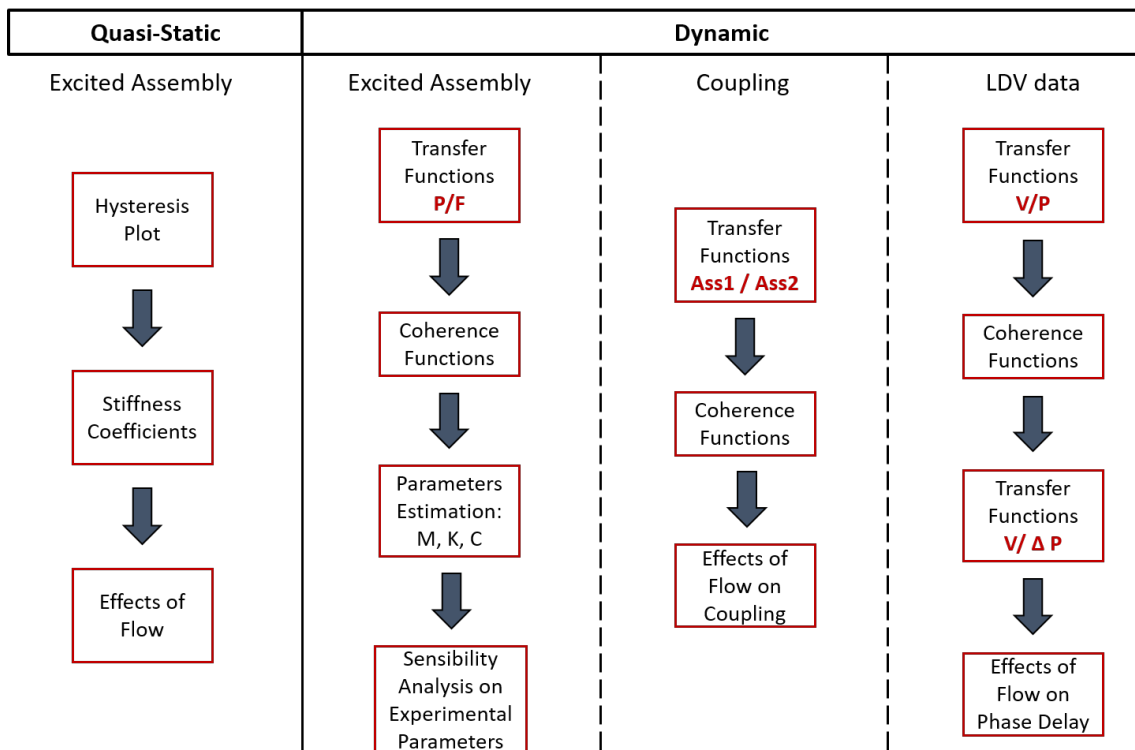 Quasi-Static
Dynamic
Excited Assembly
Hysteresis
Plot
Stiffness
Coefficients
Effects of
Flow
Excited Assembly
Transfer
Functions
P/F
Coherence
Functions
Parameters
Estimation:
M, K, C
Sensibility
Analysis on
Experimental
Parameters
Coupling
Transfer
Functions
Ass1 / Ass2
Coherence
Functions
Effects of
Flow on
Coupling
LDV data
Transfer
Functions
V/P
Coherence
Functions
Transfer
Functions
V/ Δ P
Effects of
Flow on
Phase Delay